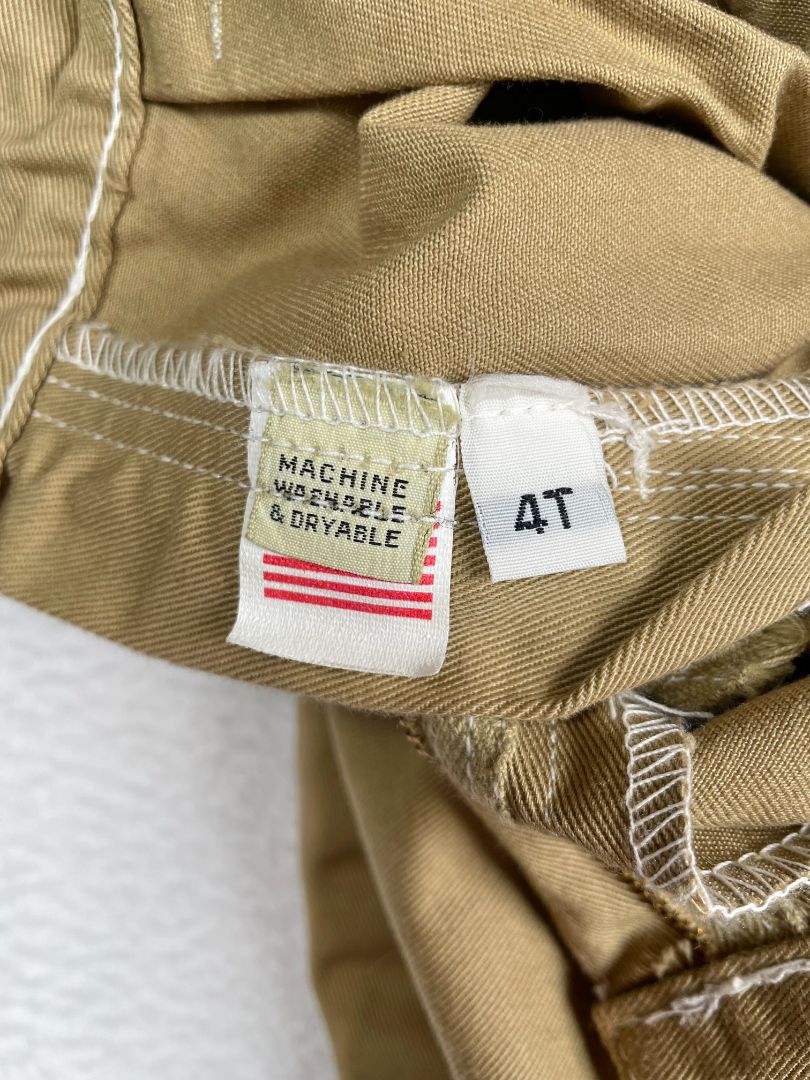 MACHINE
WASHABLE
& DRYABLE
4T